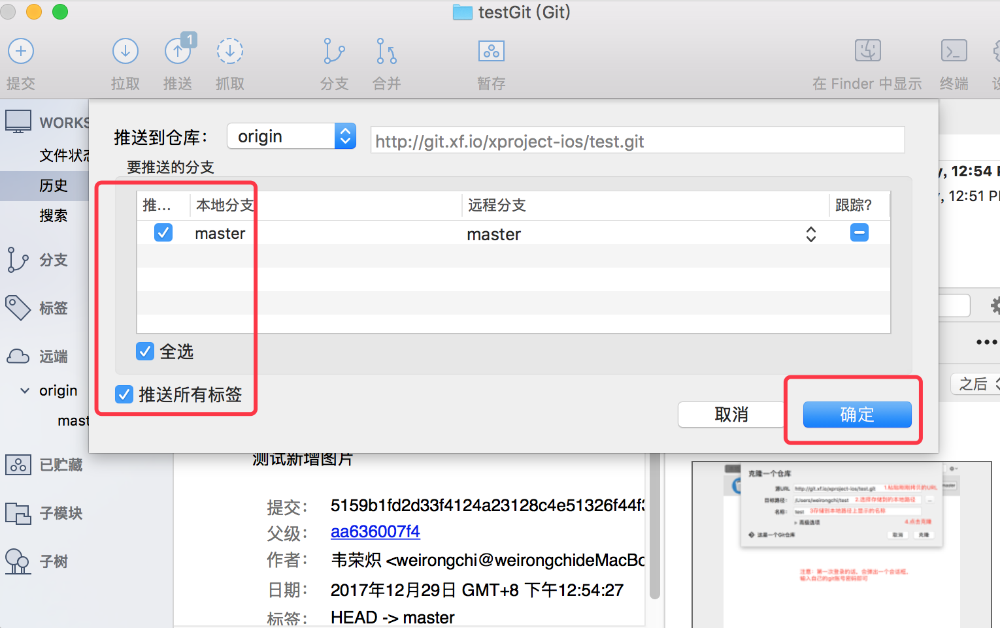 testGit (Git)
1
提交
拉取
推送
抓取
分支
合并
暂存
在 Finder 中显示
终端
WORKS
推送到仓库：
origin
http://git.xf.io/xproject-ios/test.git
文件状态
要推送的分支
, 12:54
历史
推...
本地分支
远程分支
跟踪?
, 12:51
搜索
master
master
分支
标签
全选
远端
之后
origin
推送所有标签
取消
确定
mast
已贮藏
测试新增图片
克隆一个仓库
源URL
http://git.xf.io/xproject-ios/test.git
1.粘贴刚刚拷贝的URL
目标路径：
/Users/weirongchi/test
2.选择存储到的本地路径
...
名称：
test
3存储到本地路径上显示的名称
高级选项
4.点击克隆
这是一个Git仓库
取消
克隆
提交：
5159b1fd2d33f4124a23128c4e51326f44f3
子模块
父级：
aa636007f4
作者：
韦荣炽 <weirongchi@weirongchideMacBo
子树
注意：第一次登录的话，会弹出一个会话框，
输入自己的git账号密码即可
日期：
2017年12月29日 GMT+8 下午12:54:27
标签：
HEAD -> master